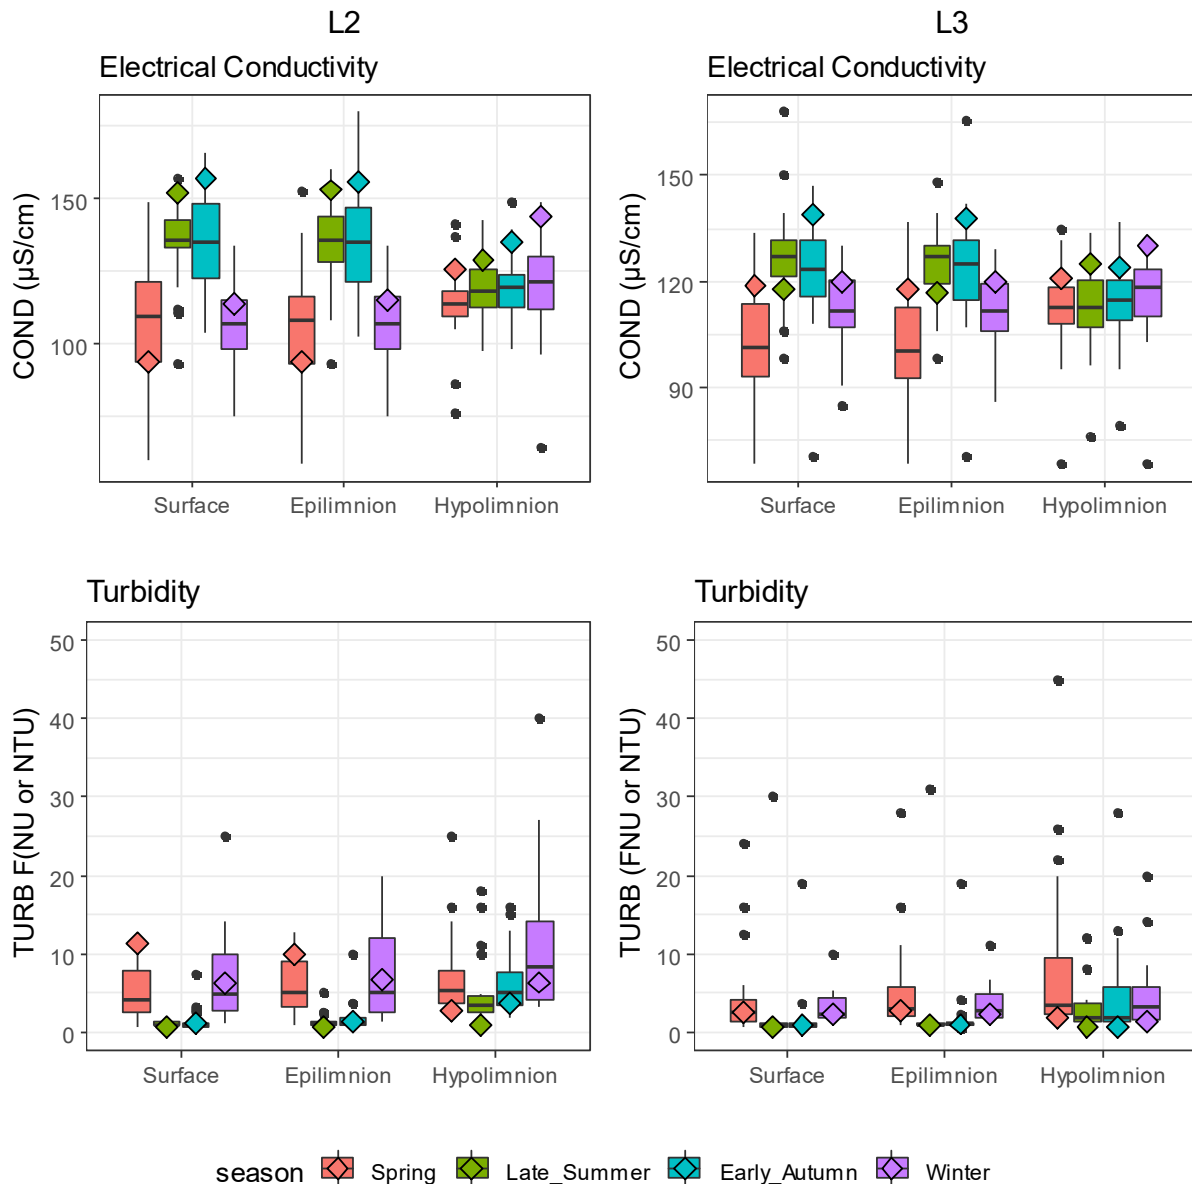 L2 L3
Electrical Conductivity Electrical Conductivity
COND (µS/cm)
150
100
Surface Epilimnion Hypolimnion
COND (µS/cm)
150
120
90
Surface Epilimnion Hypolimnion
Turbidity Turbidity
TURB F(NU or NTU)
50
40
30
20
10
0
Surface Epilimnion Hypolimnion
TURB (FNU or NTU)
50
40
30
20
10
0
Surface Epilimnion Hypolimnion
season Spring Late_Summer Early_Autumn Winter